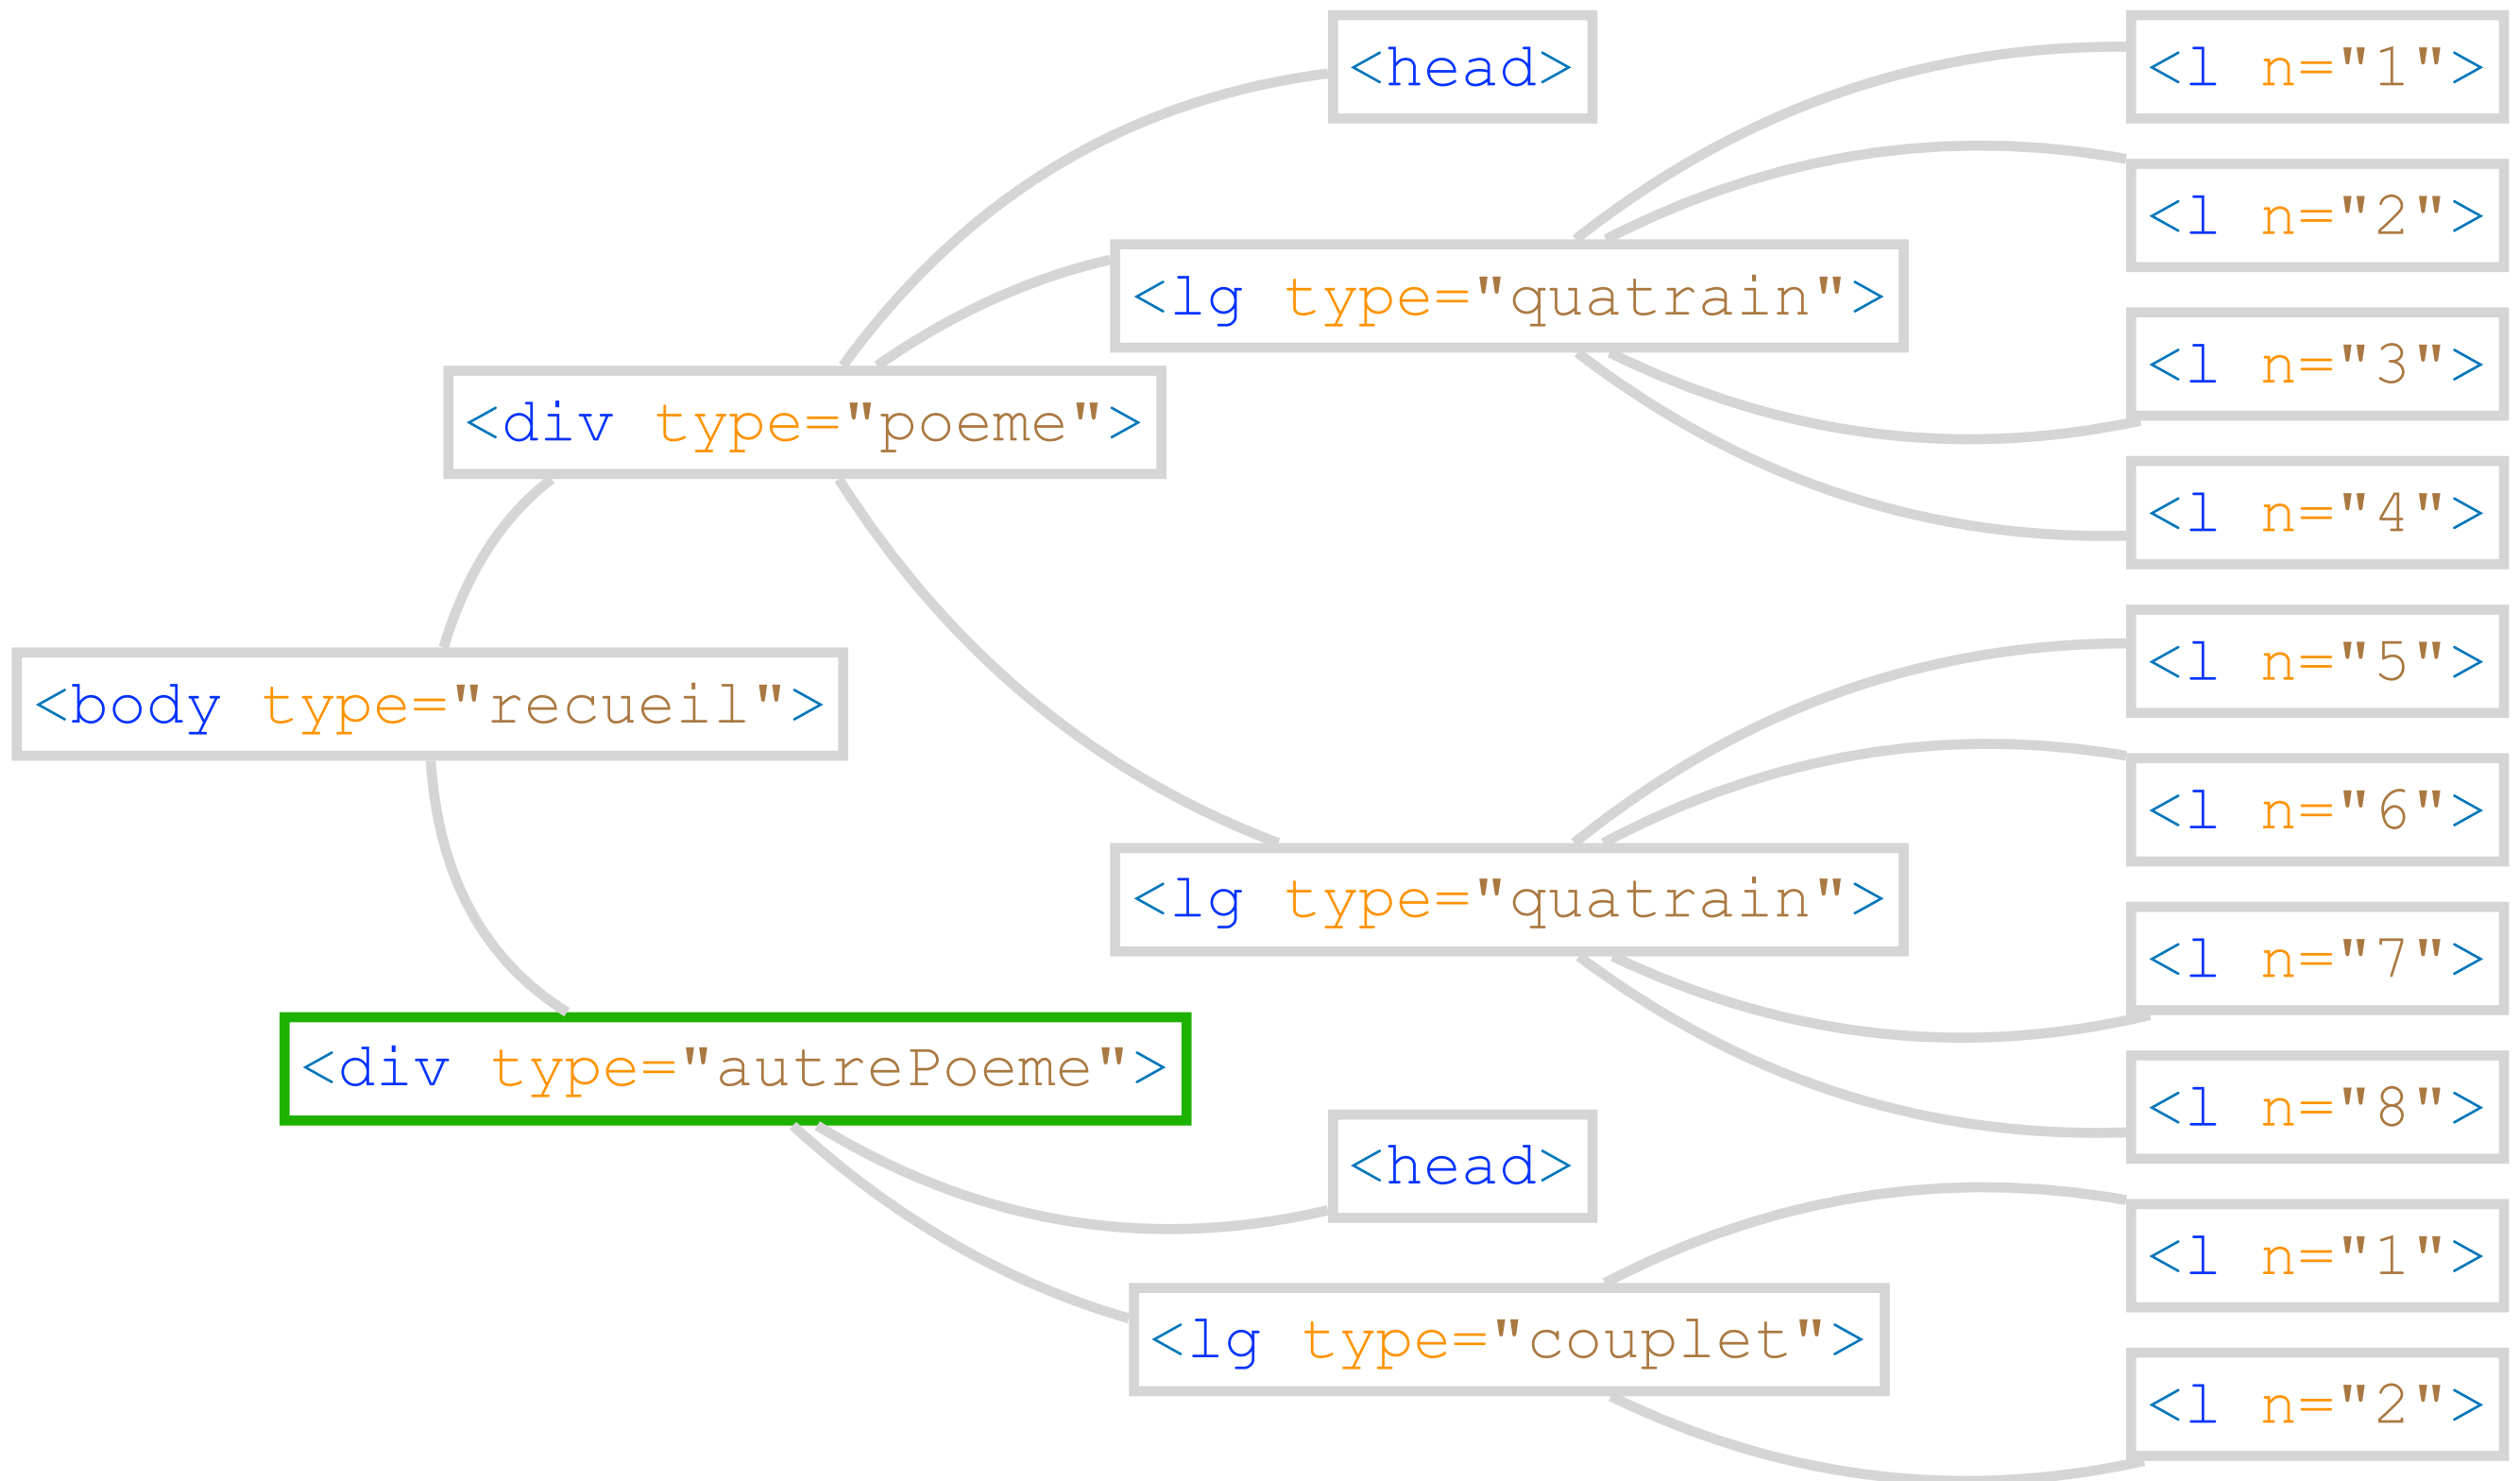 <head>
<l n="1">
<l n="2">
<lg type="quatrain">
<l n="3">
<div type="poeme">
<l n="4">
<l n="5">
<body type="recueil">
<l n="6">
<lg type="quatrain">
<l n="7">
<div type="autrePoeme">
<l n="8">
<head>
<l n="1">
<lg type="couplet">
<l n="2">